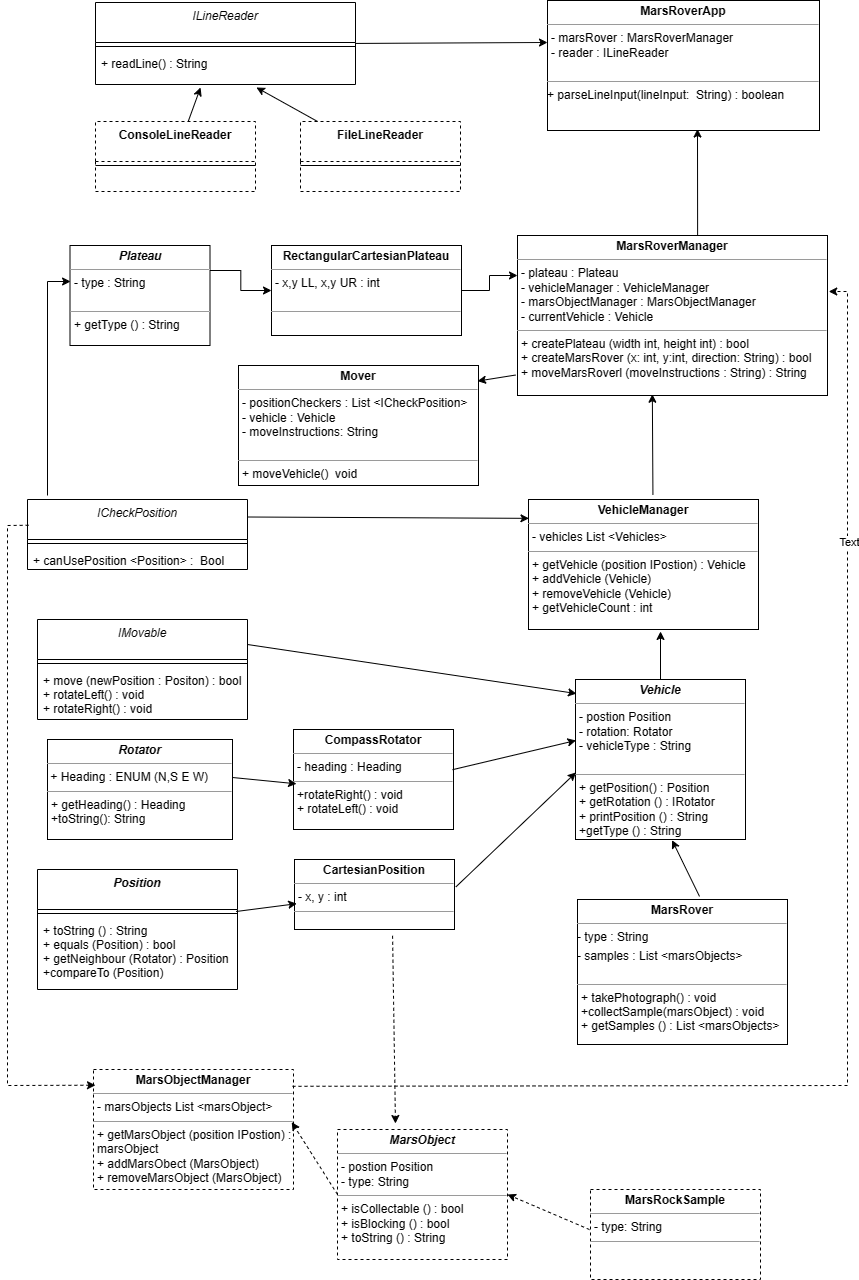 ILineReader
+ readLine() : String
MarsRoverApp
- marsRover : MarsRoverManager
- reader : ILineReader
+ parseLineInput(lineInput:  String) : boolean
ConsoleLineReader
FileLineReader
Plateau
- type : String
+ getType () : String
RectangularCartesianPlateau
- x,y LL, x,y UR : int
MarsRoverManager
- plateau : Plateau
- vehicleManager : VehicleManager
- marsObjectManager : MarsObjectManager
- currentVehicle : Vehicle
+ createPlateau (width int, height int) : bool
+ createMarsRover (x: int, y:int, direction: String) : bool
+ moveMarsRoverl (moveInstructions : String) : String
Mover
- positionCheckers : List <ICheckPosition>
- vehicle : Vehicle
- moveInstructions: String
+ moveVehicle()  void
ICheckPosition
+ canUsePosition <Position> :  Bool
VehicleManager
- vehicles List <Vehicles>
+ getVehicle (position IPostion) : Vehicle
+ addVehicle (Vehicle)
+ removeVehicle (Vehicle)
+ getVehicleCount : int
Text
IMovable
+ move (newPosition : Positon) : bool
+ rotateLeft() : void
+ rotateRight() : void
Vehicle
- postion Position
- rotation: Rotator
- vehicleType : String
+ getPosition() : Position
+ getRotation () : IRotator
+ printPosition () : String
+getType () : String
Rotator
+ Heading : ENUM (N,S E W)
+ getHeading() : Heading
+toString(): String
CompassRotator
- heading : Heading
+rotateRight() : void
+ rotateLeft() : void
Position
+ toString () : String
+ equals (Position) : bool
+ getNeighbour (Rotator) : Position
+compareTo (Position)
CartesianPosition
- x, y : int
MarsRover
- type : String
- samples : List <marsObjects>
+ takePhotograph() : void
+collectSample(marsObject) : void
+ getSamples () : List <marsObjects>
MarsObjectManager
- marsObjects List <marsObject>
+ getMarsObject (position IPostion) :
marsObject
+ addMarsObect (MarsObject)
+ removeMarsObject (MarsObject)
MarsObject
- postion Position
- type: String
+ isCollectable () : bool
+ isBlocking () : bool
+ toString () : String
MarsRockSample
- type: String